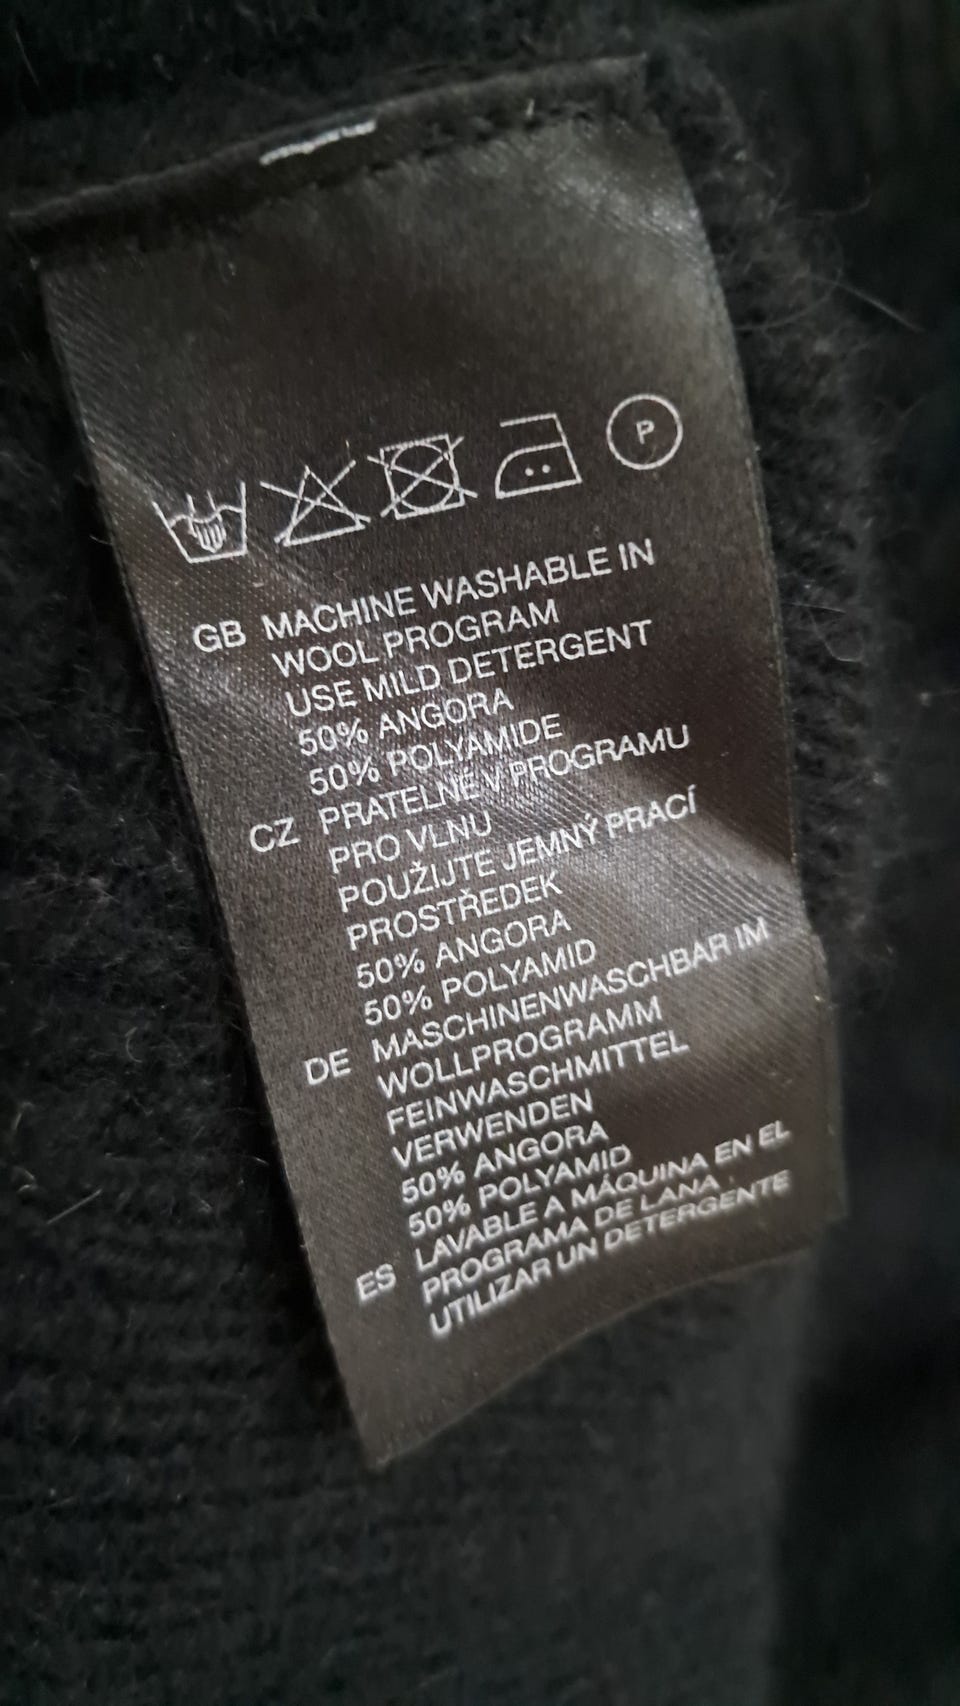 P
GB MACHINE WASHABLE IN
WOOL PROGRAM
USE MILD DETERGENT
50% ANGORA
50% POLYAMIDE
CZ PRATELNÉ V PROGRAMU
PRO VLNU
POUŽIJTE JEMNÝ PRACÍ
PROSTŘEDEK
50% ANGORA
50% POLYAMID
DE MASCHINENWASCHBAR IM
WOLLPROGRAMM
FEINWASCHMITTEL
VERWENDEN
50% ANGORA
50% POLYAMID
ES LAVABLE A MÁQUINA EN EL
PROGRAMA DE LANA
UTILIZAR UN DETERGENTE